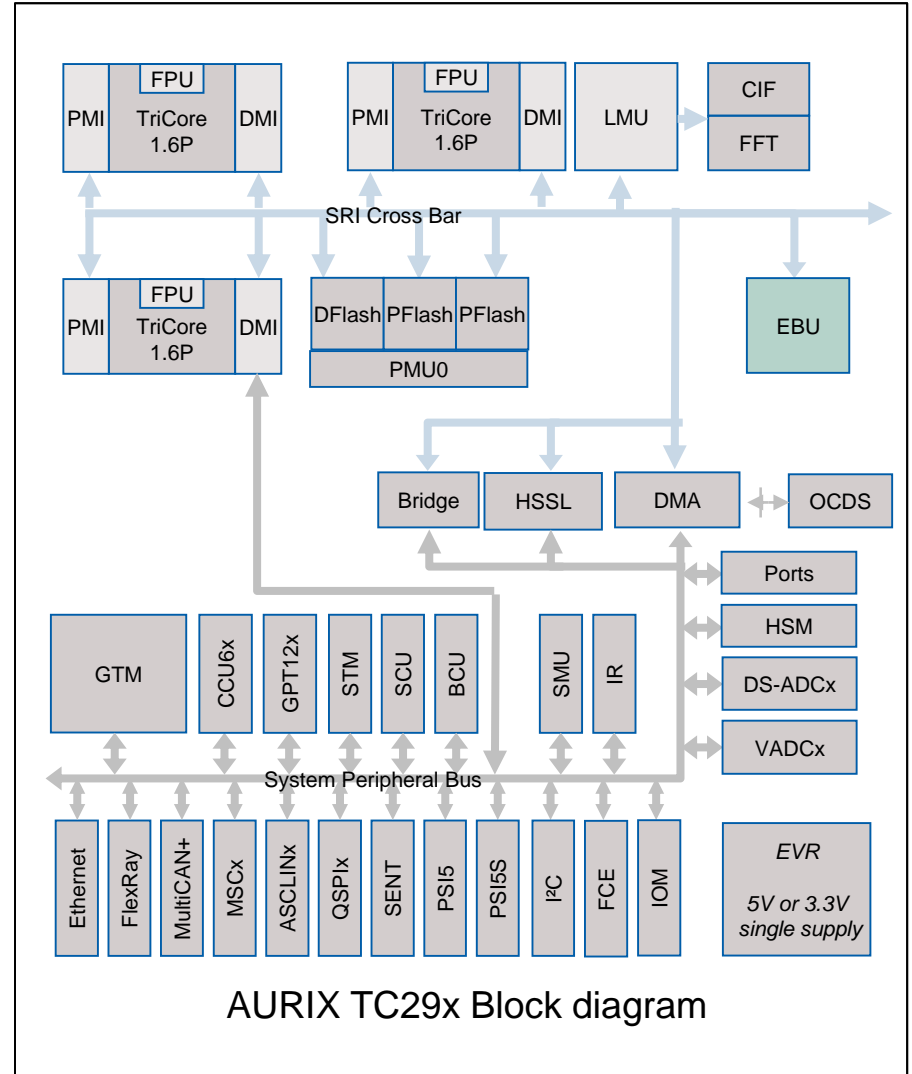 FPU
PMI
TriCore
1.6P
DMI
FPU
PMI
TriCore
1.6P
DMI
LMU
CIF
FFT
SRI Cross Bar
FPU
PMI
TriCore
1.6P
DMI
DFlash
PFlash
PFlash
PMU0
EBU
Bridge
HSSL
DMA
OCDS
Ports
HSM
DS-ADCx
VADCx
GTM
CCU6x
GPT12x
STM
SCU
BCU
SMU
IR
System Peripheral Bus
Ethernet
FlexRay
MultiCAN+
MSCx
ASCLINx
QSPIx
SENT
PSI5
PSI5S
I²C
FCE
IOM
EVR
5V or 3.3V
single supply
AURIX TC29x Block diagram